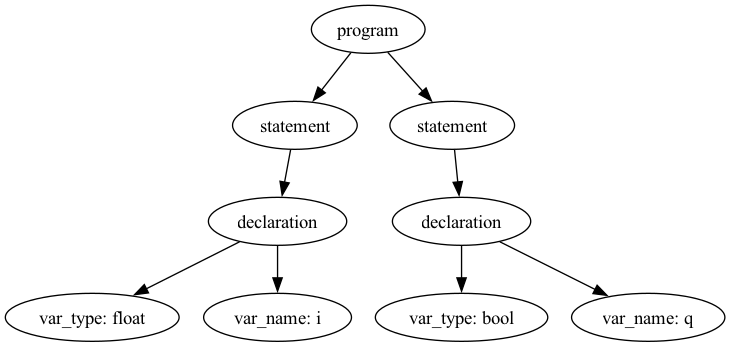 program
statement
statement
declaration
declaration
var_type: float
var_name: i
var_type: bool
var_name: q